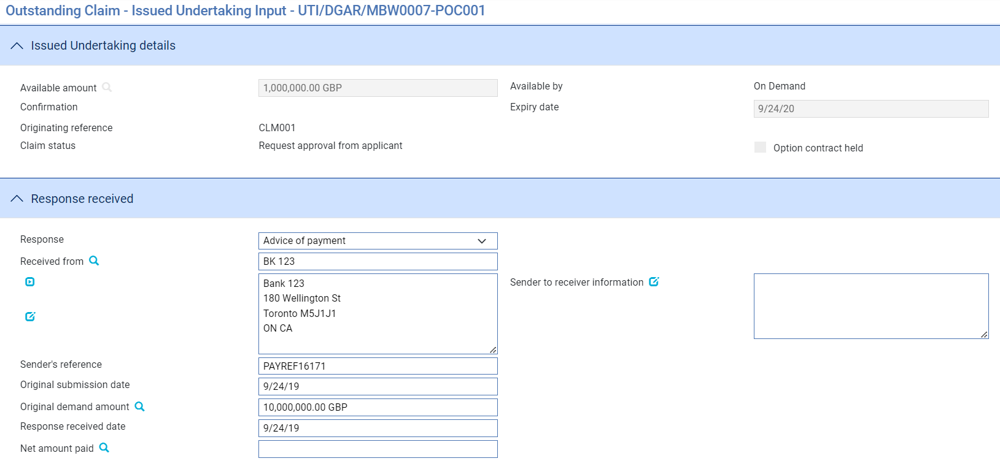 Outstanding Claim - Issued Undertaking Input - UTI/DGAR/MBW0007-POC001
Issued Undertaking details
Available amount 1,000,000.00 GBP Available by On Demand
Confirmation Expiry date 9/24/20
Originating reference CLM001
Claim status Request approval from applicant Option contract held
Response received
Response Advice of payment
Received from BK 123
Bank 123 Sender to receiver information
180 Wellington St
Toronto M5J1J1
ON CA
Sender's reference PAYREF16171
Original submission date 9/24/19
Original demand amount 10,000,000.00 GBP
Response received date 9/24/19
Net amount paid